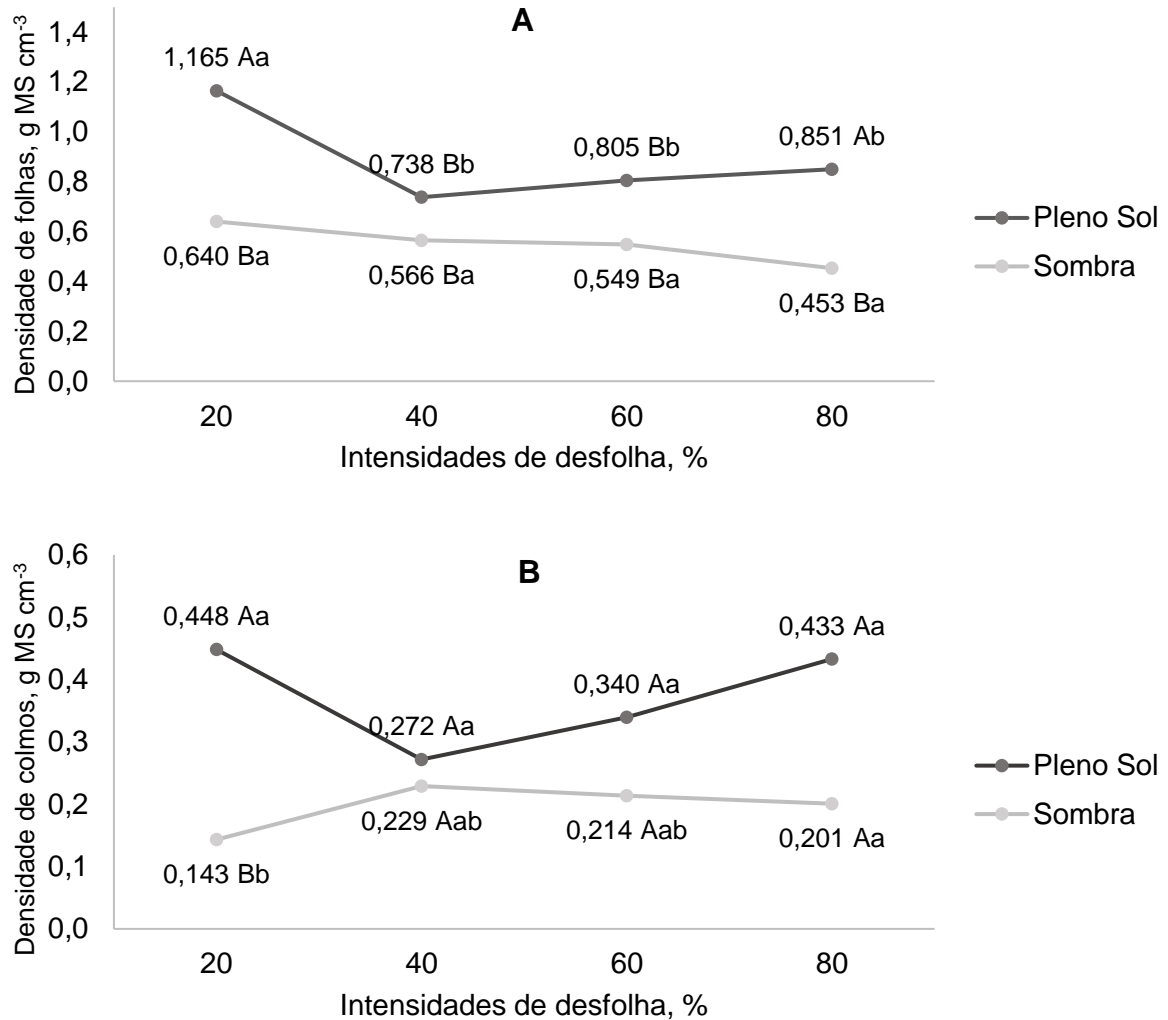 A
Densidade de folhas, g MS cm-3
1,4
1,2
1,0
0,8
0,6
0,4
0,2
0,0
1,165 Aa
0,738 Bb
0,805 Bb
0,851 Ab
0,640 Ba
0,566 Ba
0,549 Ba
0,453 Ba
Pleno Sol
Sombra
20 40 60 80
Intensidades de desfolha, %
B
Densidade de colmos, g MS cm-3
0,6
0,5
0,4
0,3
0,2
0,1
0,0
0,448 Aa
0,272 Aa
0,340 Aa
0,433 Aa
0,143 Bb
0,229 Aab
0,214 Aab
0,201 Aa
Pleno Sol
Sombra
20 40 60 80
Intensidades de desfolha, %